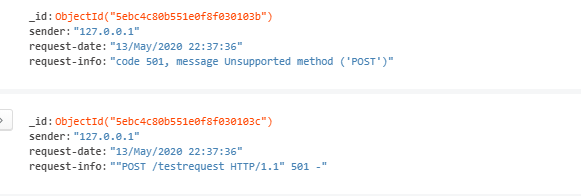 _id: ObjectId("5ebc4c80b551e0f8f030103b")
sender: "127.0.0.1"
request-date: "13/May/2020 22:37:36"
request-info: "code 501, message Unsupported method ('POST')"
_id: ObjectId("5ebc4c80b551e0f8f030103c")
sender: "127.0.0.1"
request-date: "13/May/2020 22:37:36"
request-info: ""POST /testrequest HTTP/1.1" 501 -"